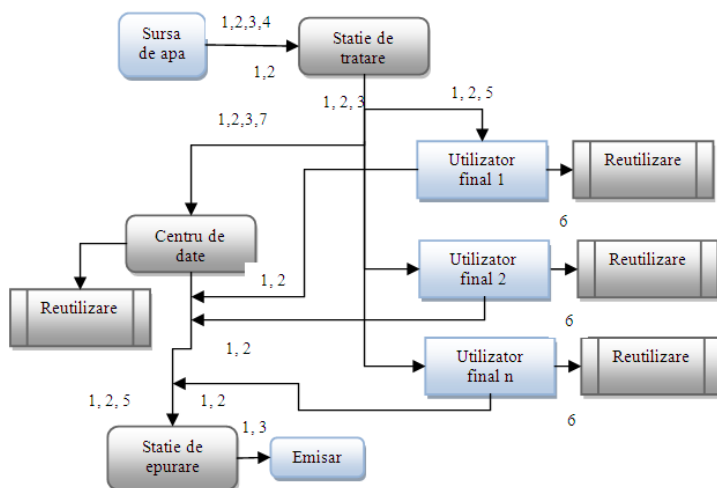 Sursa
de apa
1,2,3,4
Statie de
tratare
1,2
1, 2, 3
1, 2, 5
1,2,3,7
Utilizator
final 1
Reutilizare
6
Centru de
date
1, 2
Utilizator
final 2
Reutilizare
Reutilizare
6
1, 2
Utilizator
final n
Reutilizare
1, 2, 5
1, 2
6
1, 3
Statie de
epurare
Emisar